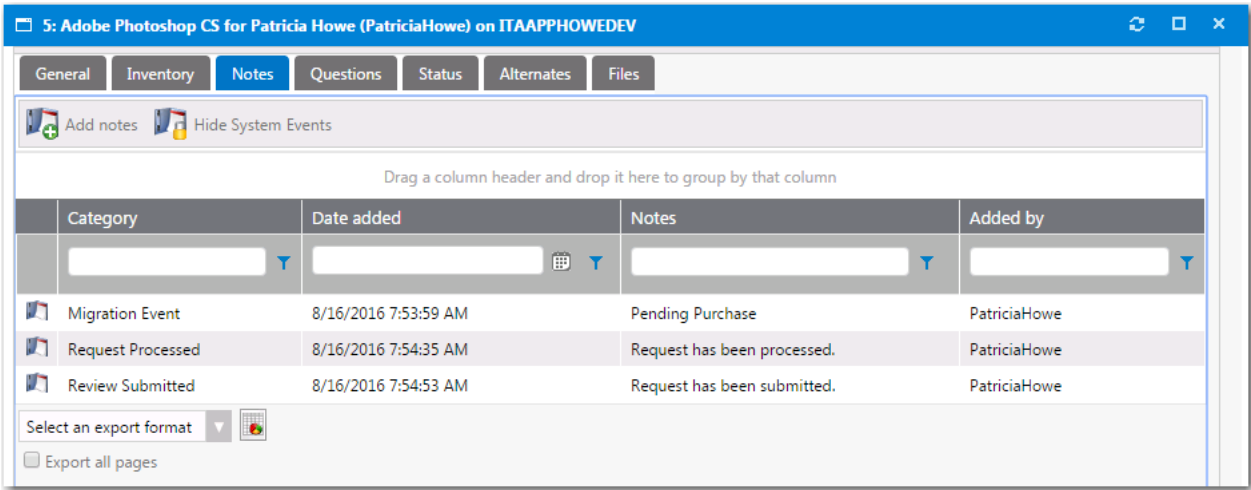 5: Adobe Photoshop CS for Patricia Howe (PatriciaHowe) on ITAAPPHOWEDEV
General Inventory Notes Questions Status Alternates Files
Add notes Hide System Events
Drag a column header and drop it here to group by that column
Category Date added Notes Added by
Migration Event 8/16/2016 7:53:59 AM Pending Purchase PatriciaHowe
Request Processed 8/16/2016 7:54:35 AM Request has been processed. PatriciaHowe
Review Submitted 8/16/2016 7:54:53 AM Request has been submitted. PatriciaHowe
Select an export format
Export all pages